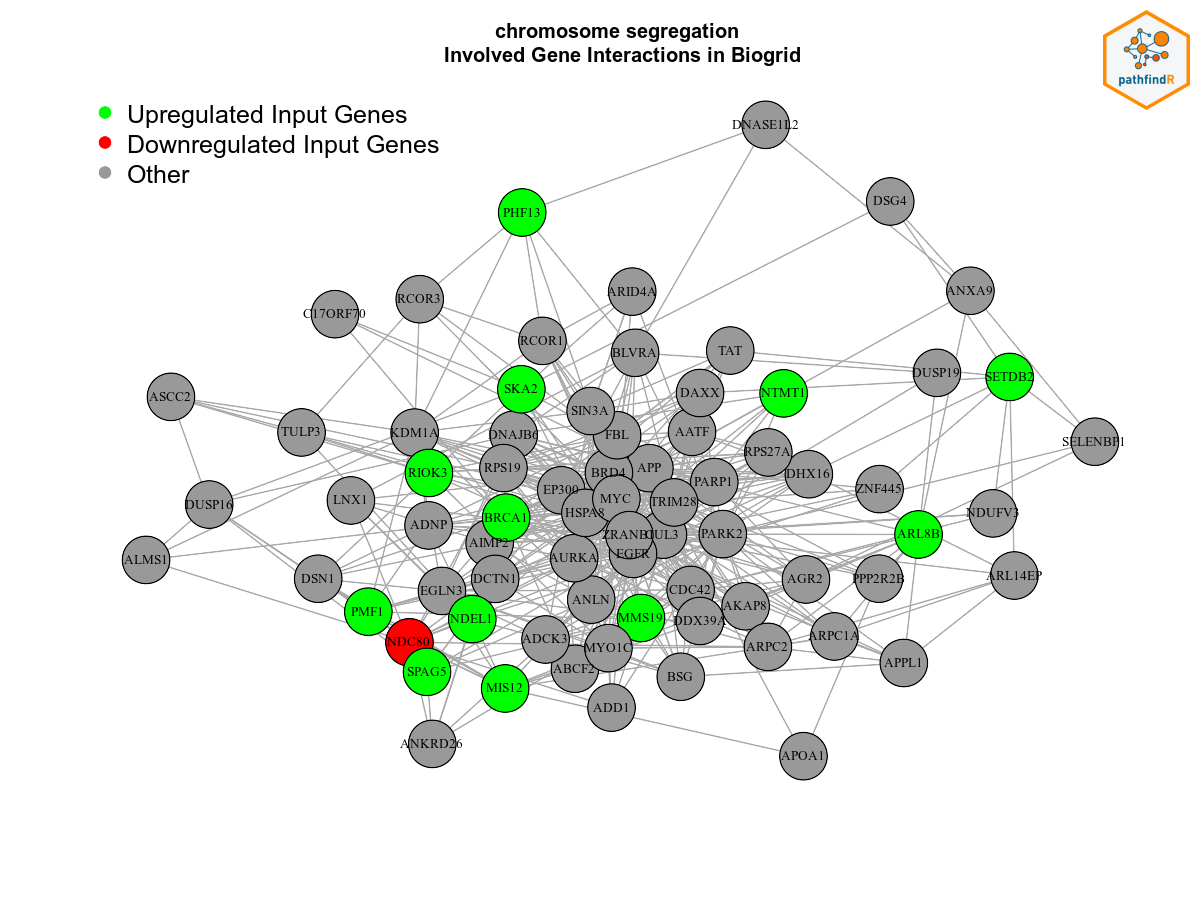 chromosome segregation
Involved Gene Interactions in Biogrid
pathfindR
Upregulated Input Genes
Downregulated Input Genes
Other
DNASE1L2
DSG4
PHF13
ANXA9
ARID4A
RCOR3
C17ORF70
RCOR1
BLVRA
TAT
DUSP19
SETDB2
SKA2
DAXX
NTMT1
ASCC2
SIN3A
TULP3
KDM1A
DNAJB6
FBL
AATF
SELENBP1
RPS27A
RIOK3
RPS19
BRD4
APP
PARP1
DHX16
ZNF445
EP300
LNX1
DUSP16
MYC
TRIM28
HSPA8
NDUFV3
BRCA1
ADNP
ZRANB1
CUL3
PARK2
ARL8B
AIMP2
EGFR
AURKA
ALMS1
DSN1
DCTN1
EGLN3
CDC42
AGR2
PPP2R2B
ARL14EP
ANLN
AKAP8
PMF1
NDEL1
MMS19
DDX39A
NDC80
ADCK3
MYO1C
ARPC2
ARPC1A
SPAG5
ABCF2
BSG
APPL1
MIS12
ADD1
ANKRD26
APOA1